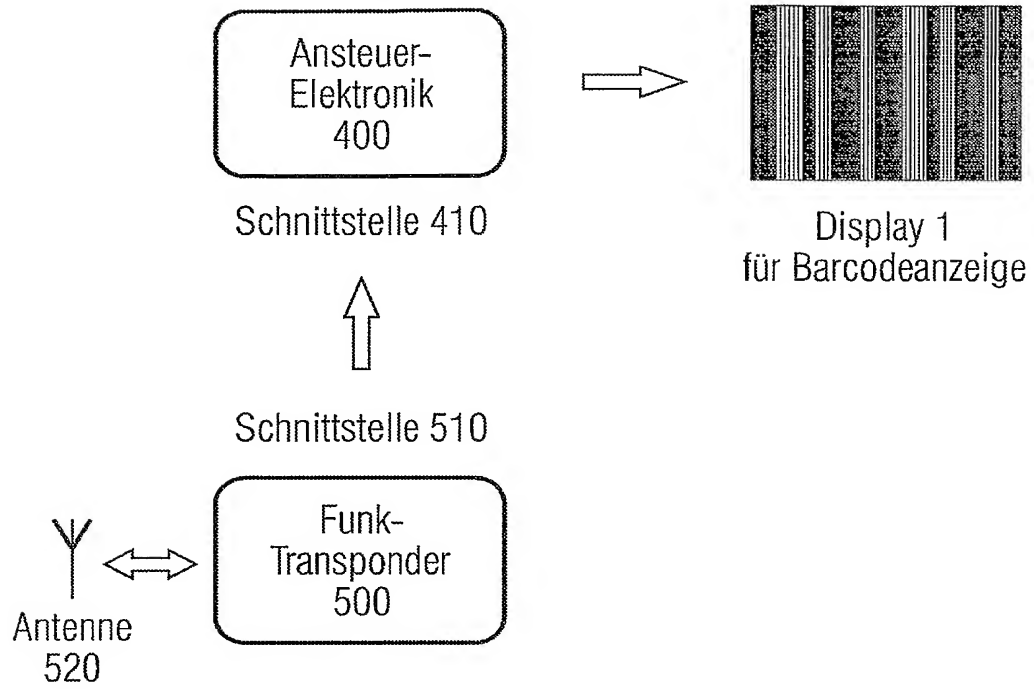 Ansteuer-
Elektronik
400
Schnittstelle 410
Display 1
für Barcodeanzeige
Schnittstelle 510
Funk-
Transponder
500
Antenne
520